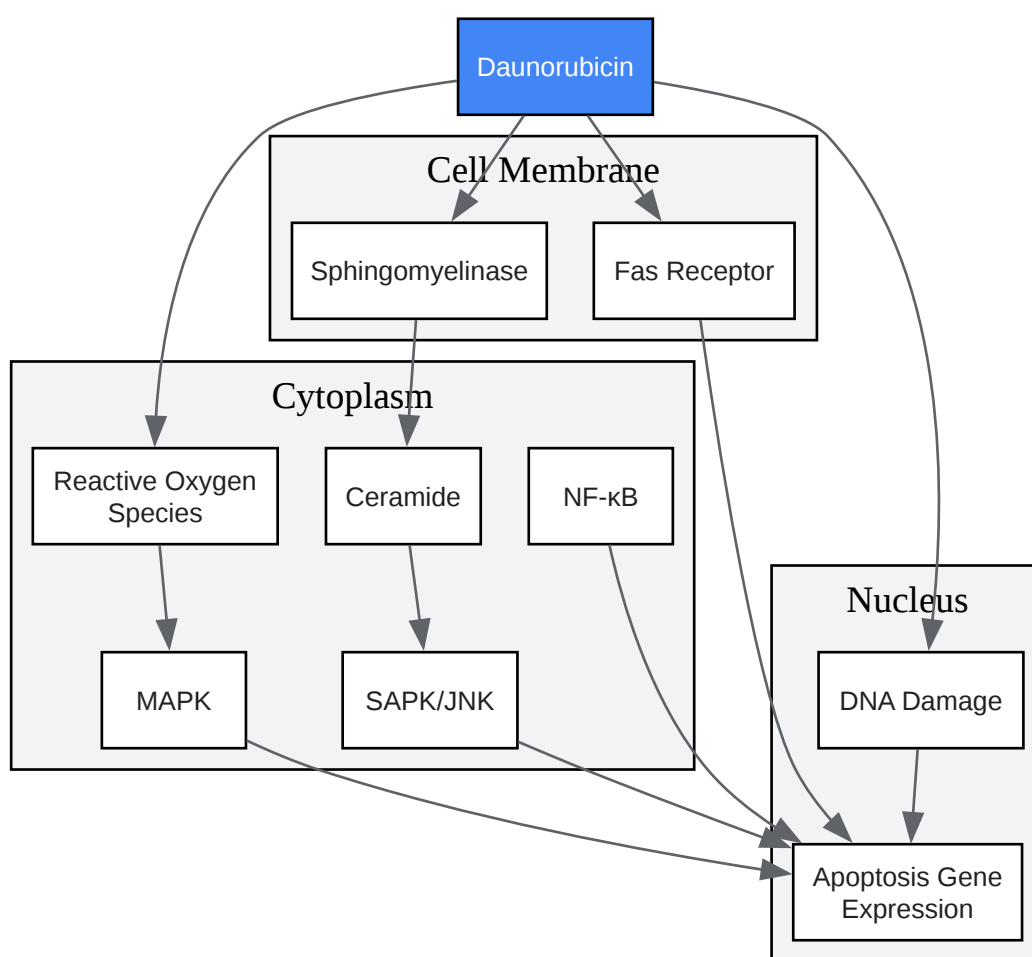 Daunorubicin
Cell Membrane
Sphingomyelinase
Fas Receptor
Cytoplasm
Reactive Oxygen
Species
Ceramide
NF-κB
Nucleus
MAPK
SAPK/JNK
DNA Damage
Apoptosis Gene
Expression